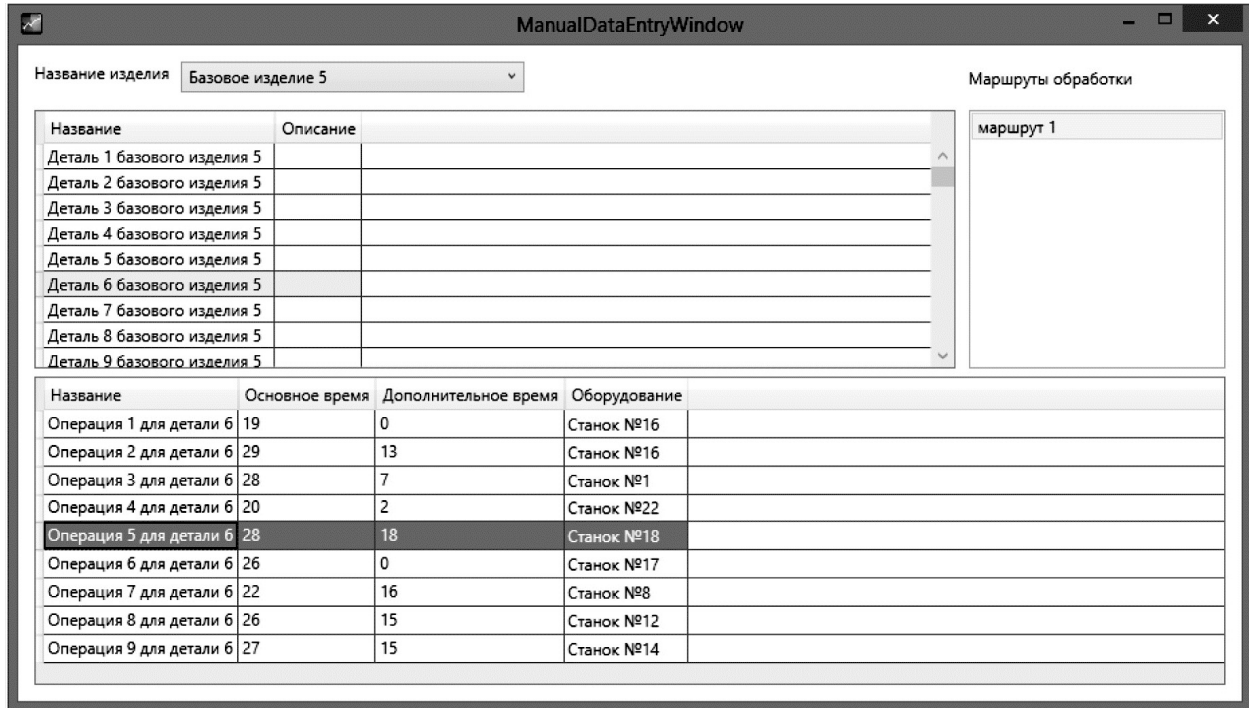 ManualDataEntryWindow
Название изделия Базовое изделие 5 Маршруты обработки
Название Описание
маршрут 1
Деталь 1 базового изделия 5
Деталь 2 базового изделия 5
Деталь 3 базового изделия 5
Деталь 4 базового изделия 5
Деталь 5 базового изделия 5
Деталь 6 базового изделия 5
Деталь 7 базового изделия 5
Деталь 8 базового изделия 5
Деталь 9 базового изделия 5
Название Основное время Дополнительное время Оборудование
Операция 1 для детали 6 19 0 Станок №16
Операция 2 для детали 6 29 13 Станок №16
Операция 3 для детали 6 28 7 Станок №1
Операция 4 для детали 6 20 2 Станок №22
Операция 5 для детали 6 28 18 Станок №18
Операция 6 для детали 6 26 0 Станок №17
Операция 7 для детали 6 22 16 Станок №8
Операция 8 для детали 6 26 15 Станок №12
Операция 9 для детали 6 27 15 Станок №14